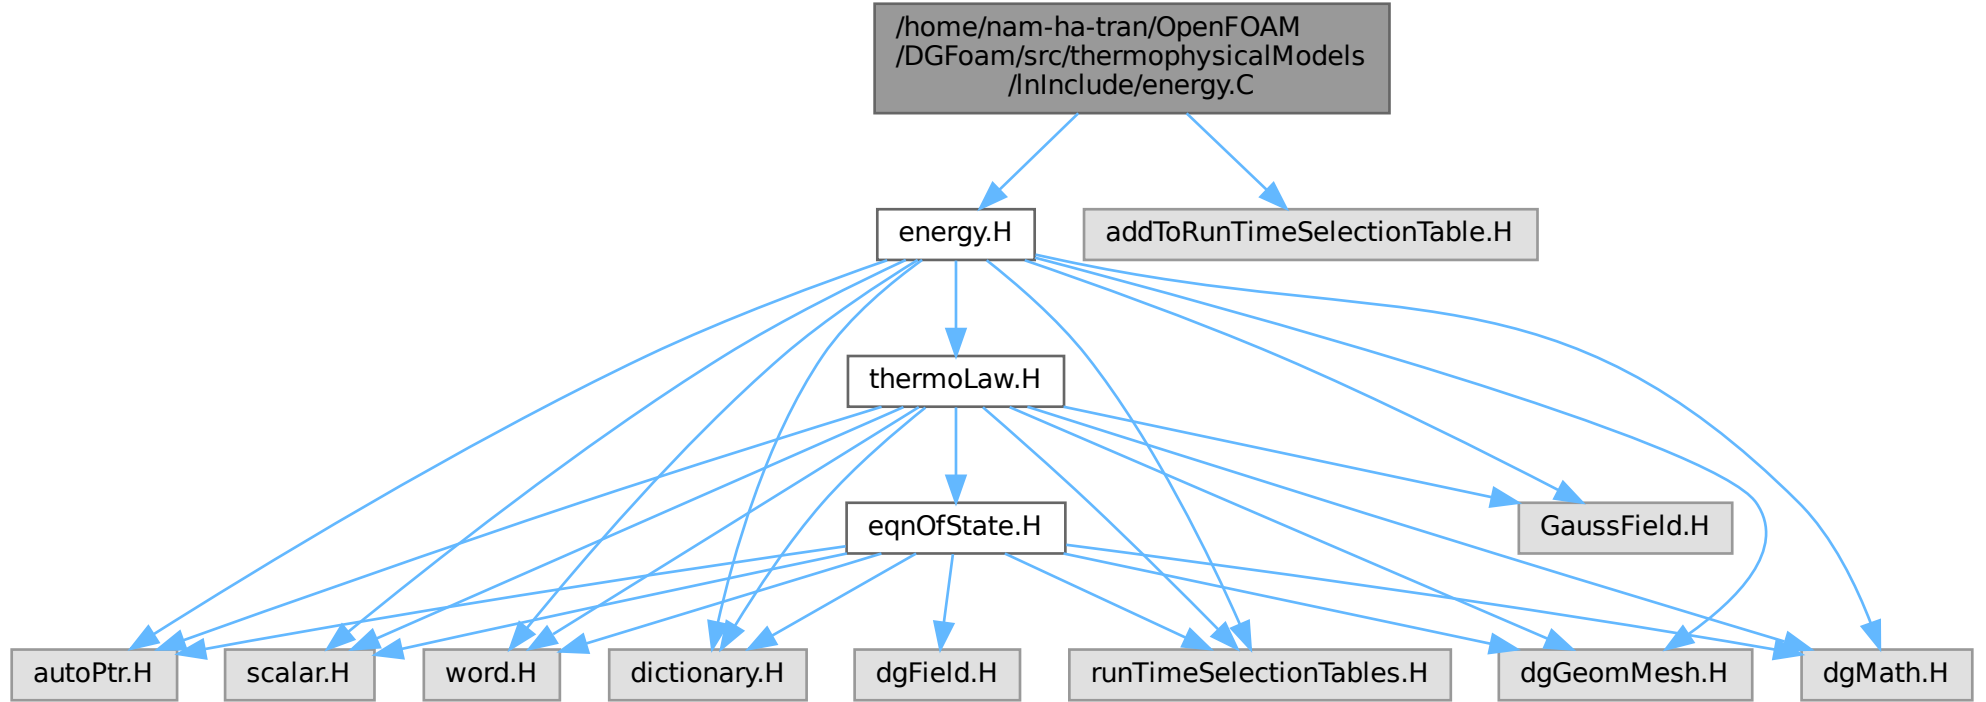 /home/nam-ha-tran/OpenFOAM
/DGFoam/src/thermophysicalModels
/lnInclude/energy.C
energy.H
addToRunTimeSelectionTable.H
thermoLaw.H
eqnOfState.H
GaussField.H
autoPtr.H
scalar.H
word.H
dictionary.H
dgField.H
runTimeSelectionTables.H
dgGeomMesh.H
dgMath.H